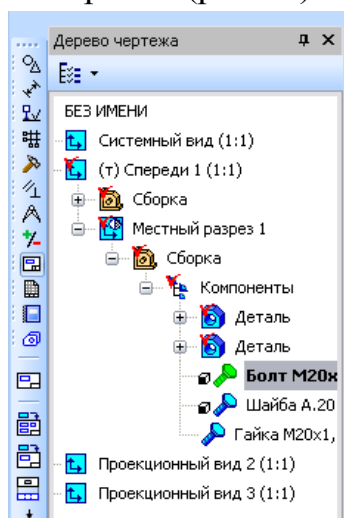 Дерево чертежа
БЕЗ ИМЕНИ
Системный вид (1:1)
(т) Спереди 1 (1:1)
Сборка
Местный разрез 1
Сборка
Компоненты
Деталь
Деталь
Болт М20х
Шайба А.20
Гайка М20х1,
Проекционный вид 2 (1:1)
Проекционный вид 3 (1:1)